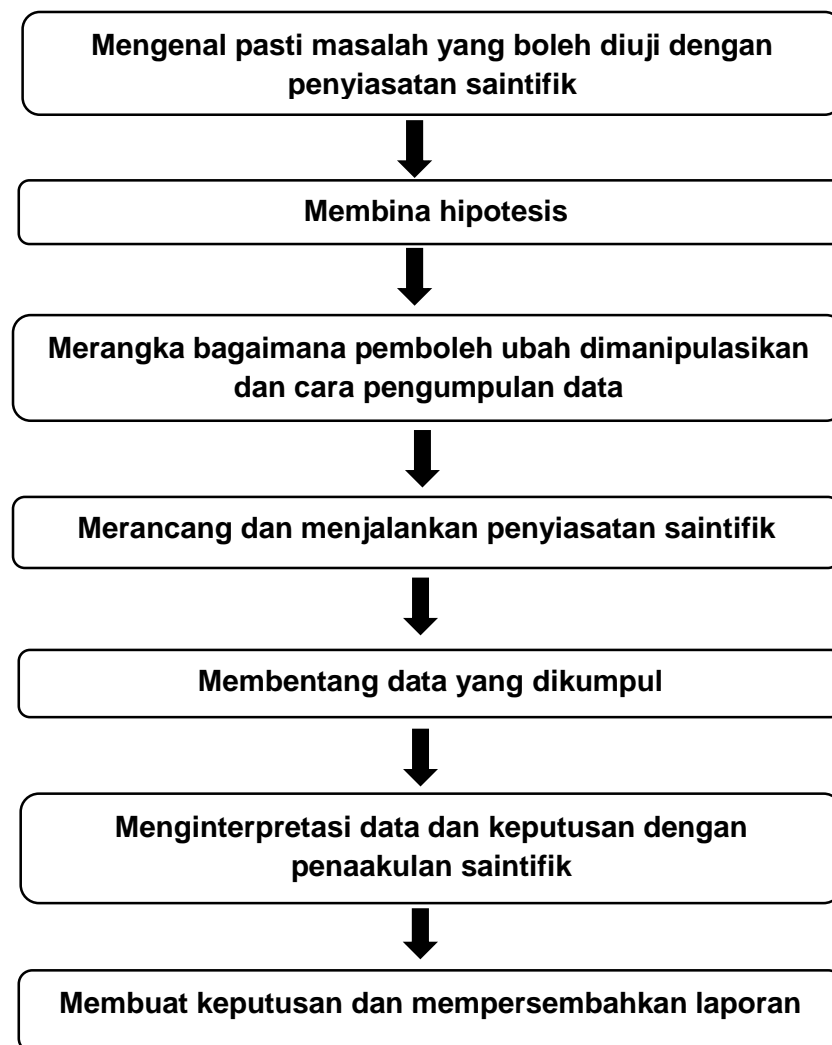 Mengenal pasti masalah yang boleh diuji dengan
penyiasatan saintifik
Membina hipotesis
Merangka bagaimana pemboleh ubah dimanipulasikan
dan cara pengumpulan data
Merancang dan menjalankan penyiasatan saintifik
Membentang data yang dikumpul
Menginterpretasi data dan keputusan dengan
penaakulan saintifik
Membuat keputusan dan mempersembahkan laporan